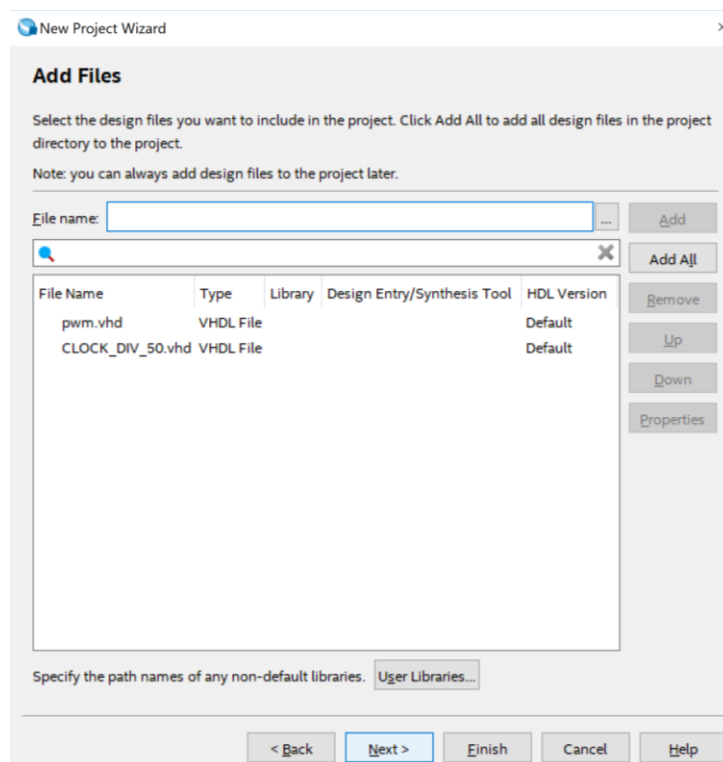 New Project Wizard
Add Files
Select the design files you want to include in the project. Click Add All to add all design files in the project
directory to the project.
Note: you can always add design files to the project later.
File name: ... Add
Add All
File Name Type Library Design Entry/Synthesis Tool HDL Version
Remove
pwm.vhd VHDL File Default
Up
CLOCK_DIV_50.vhd VHDL File Default
Down
Properties
Specify the path names of any non-default libraries. User Libraries...
< Back Next > Finish Cancel Help